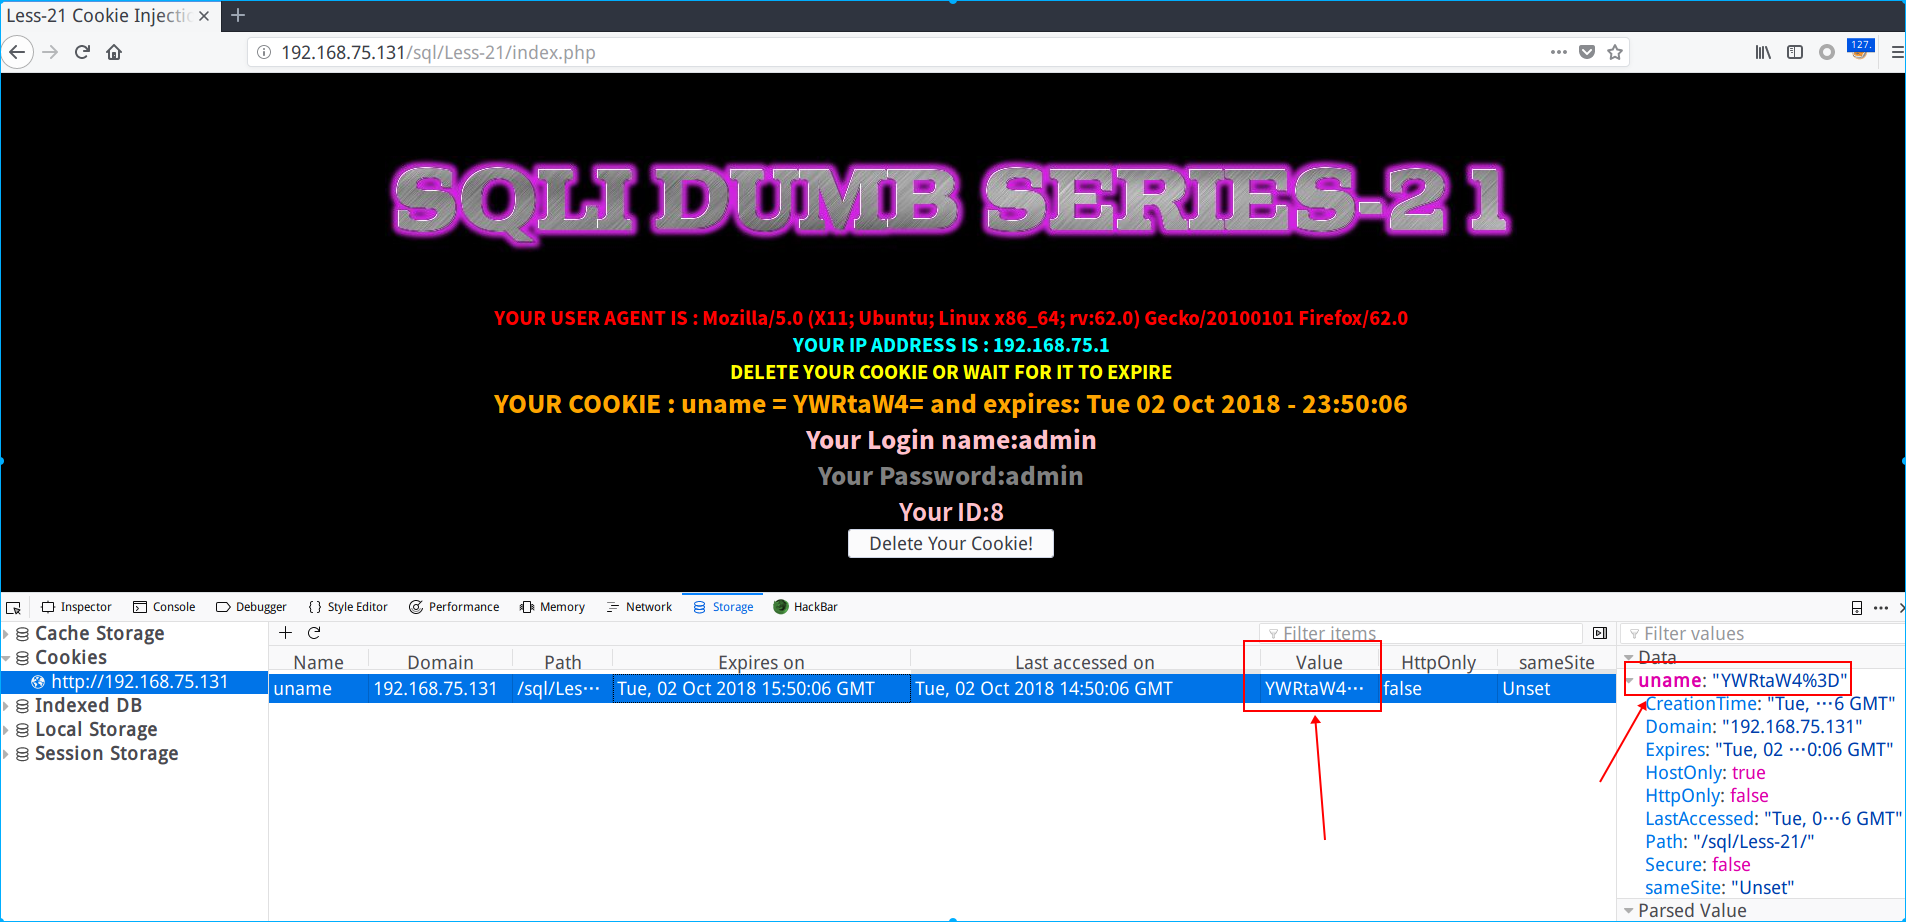 Less-21 Cookie Injectio
192.168.75.131/sql/Less-21/index.php
127.
SQLI DUMB SERIES-21
YOUR USER AGENT IS : Mozilla/5.0 (X11; Ubuntu; Linux x86_64; rv:62.0) Gecko/20100101 Firefox/62.0
YOUR IP ADDRESS IS : 192.168.75.1
DELETE YOUR COOKIE OR WAIT FOR IT TO EXPIRE
YOUR COOKIE : uname = YWRtaW4= and expires: Tue 02 Oct 2018 - 23:50:06
Your Login name:admin
Your Password:admin
Your ID:8
Delete Your Cookie!
Inspector Console Debugger { } Style Editor Performance Memory Network Storage HackBar
Cache Storage
Cookies
http://192.168.75.131
Indexed DB
Local Storage
Session Storage
Filter items
Name Domain Path Expires on Last accessed on Value HttpOnly sameSite
uname 192.168.75.131 /sql/Les··· Tue, 02 Oct 2018 15:50:06 GMT Tue, 02 Oct 2018 14:50:06 GMT YWRtaW4··· false Unset
Filter values
Data
uname: "YWRtaW4%3D"
CreationTime: "Tue, ···6 GMT"
Domain: "192.168.75.131"
Expires: "Tue, 02 ···0:06 GMT"
HostOnly: true
HttpOnly: false
LastAccessed: "Tue, 0···6 GMT"
Path: "/sql/Less-21/"
Secure: false
sameSite: "Unset"
Parsed Value